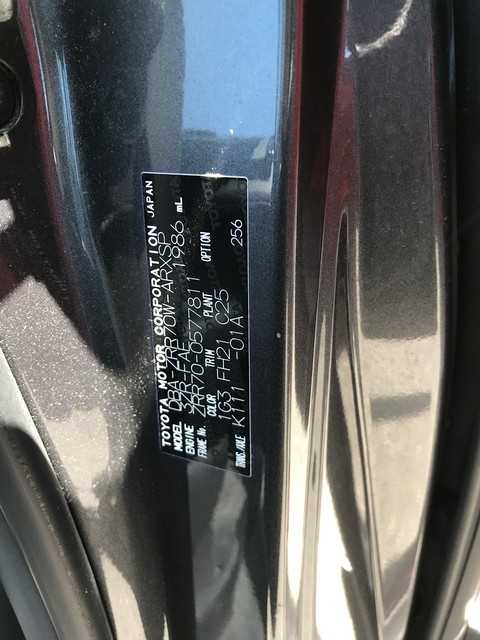 TOYOTA MOTOR CORPORATION JAPAN
MODEL DBA-ZRR70W-ARXSP
ENGINE 3ZR-FAE 1986 mL
FRAME No. ZRR70-0577811
COLOR TRIM PLANT OPTION
1G3 FH21 C25
TRANS./AXLE K111 -01A 256